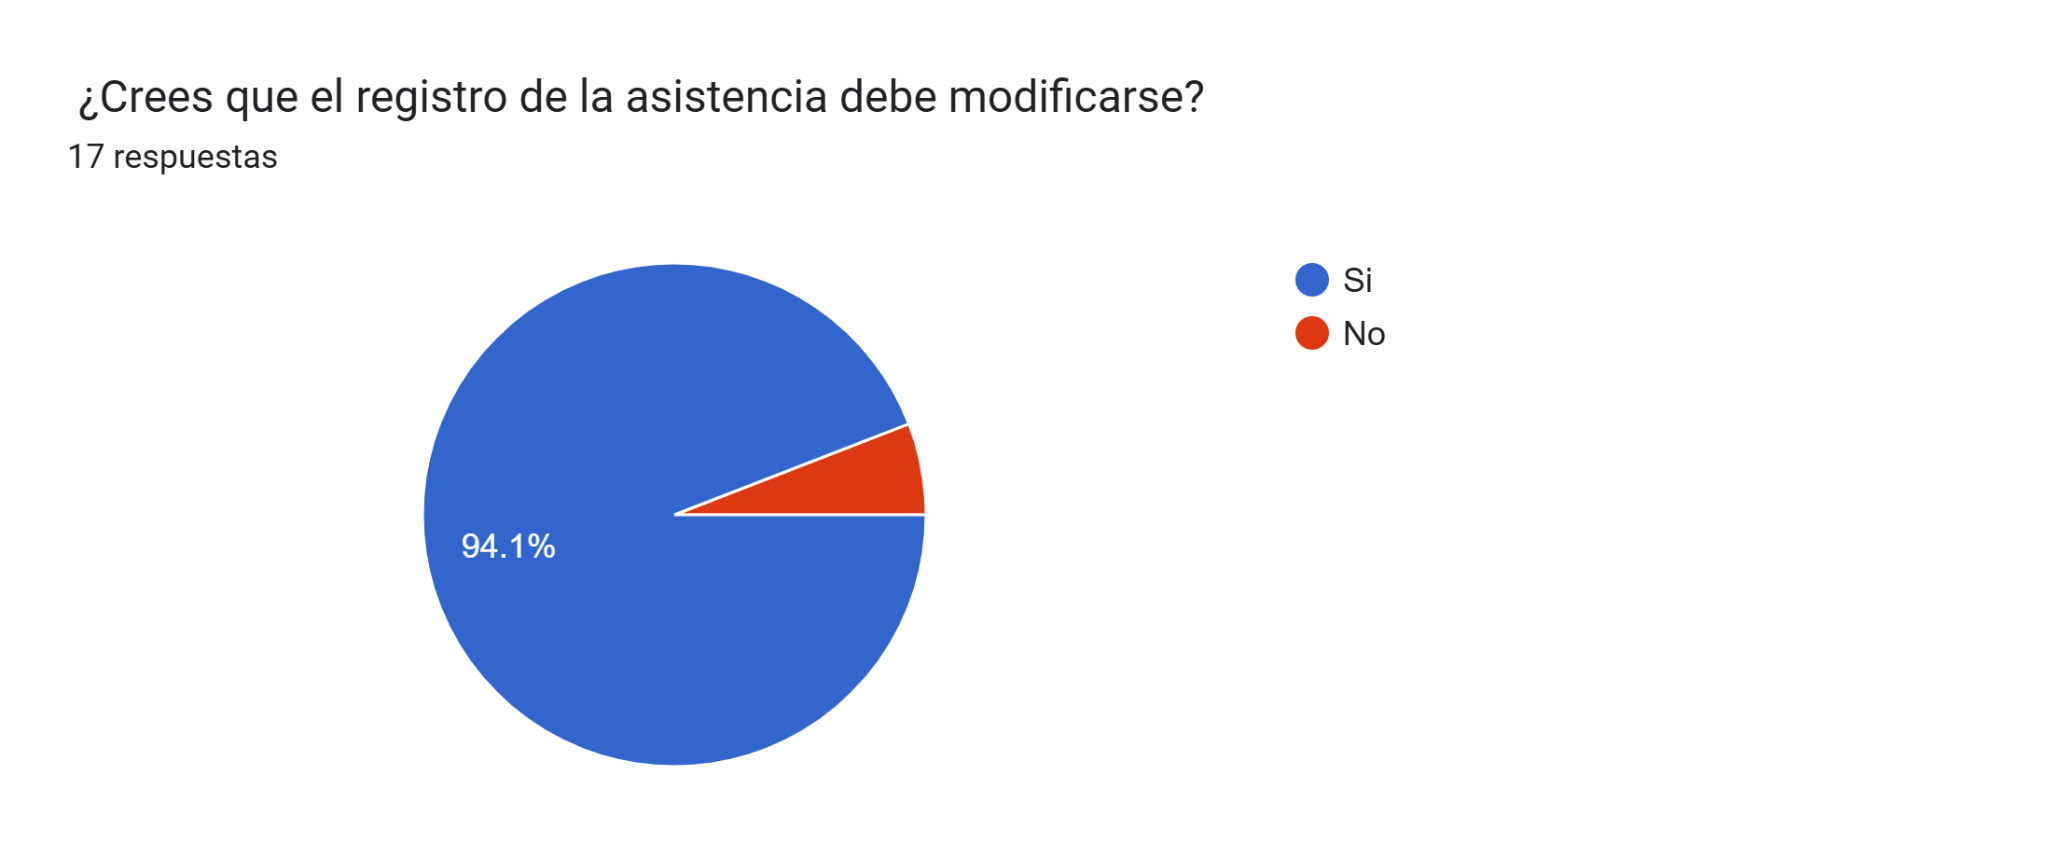 ¿Crees que el registro de la asistencia debe modificarse?
17 respuestas
Si
No
94.1%